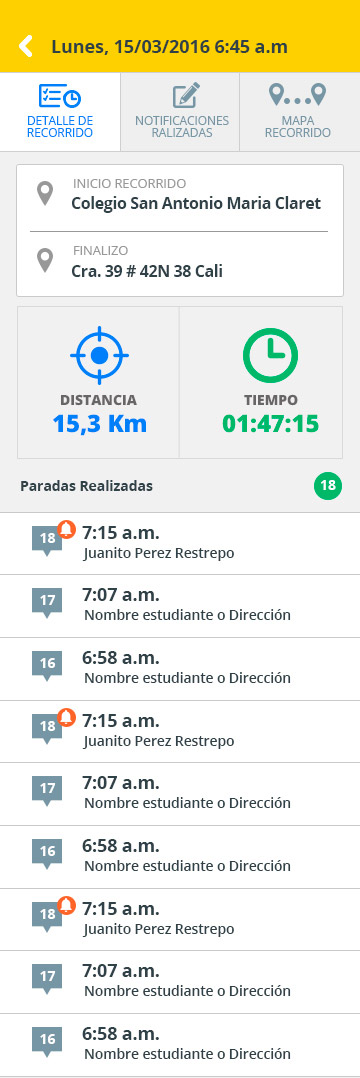 Lunes, 15/03/2016 6:45 a.m
DETALLE DE
RECORRIDO
NOTIFICACIONES
RALIZADAS
MAPA
RECORRIDO
INICIO RECORRIDO
Colegio San Antonio Maria Claret
FINALIZO
Cra. 39 # 42N 38 Cali
DISTANCIA
15,3 Km
TIEMPO
01:47:15
Paradas Realizadas
18
18
7:15 a.m.
Juanito Perez Restrepo
17
7:07 a.m.
Nombre estudiante o Dirección
16
6:58 a.m.
Nombre estudiante o Dirección
18
7:15 a.m.
Juanito Perez Restrepo
17
7:07 a.m.
Nombre estudiante o Dirección
16
6:58 a.m.
Nombre estudiante o Dirección
18
7:15 a.m.
Juanito Perez Restrepo
17
7:07 a.m.
Nombre estudiante o Dirección
16
6:58 a.m.
Nombre estudiante o Dirección